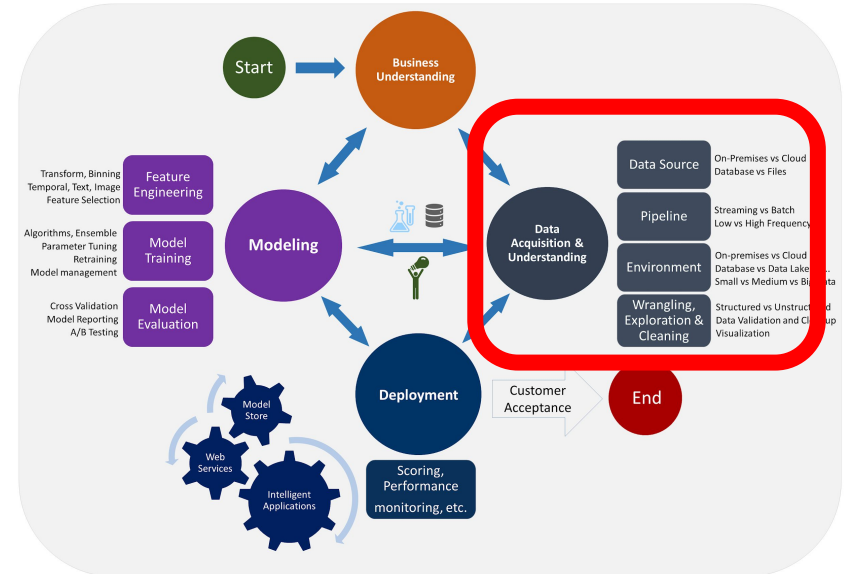 Start
Business
Understanding
Transform, Binning
Temporal, Text, Image
Feature Selection
Feature
Engineering
Algorithms, Ensemble
Parameter Tuning
Retraining
Model management
Model
Training
Cross Validation
Model Reporting
A/B Testing
Model
Evaluation
Modeling
Data
Acquisition &
Understanding
Data Source
On-Premises vs Cloud
Database vs Files
Pipeline
Streaming vs Batch
Low vs High Frequency
Environment
On-premises vs Cloud
Database vs Data Lake ..
Small vs Medium vs
Wrangling,
Exploration &
Cleaning
Structured vs
Data Validation and
Visualization
Deployment
Customer
Acceptance
End
Scoring,
Performance
monitoring, etc.
Model
Store
Web
Services
Intelligent
Applications